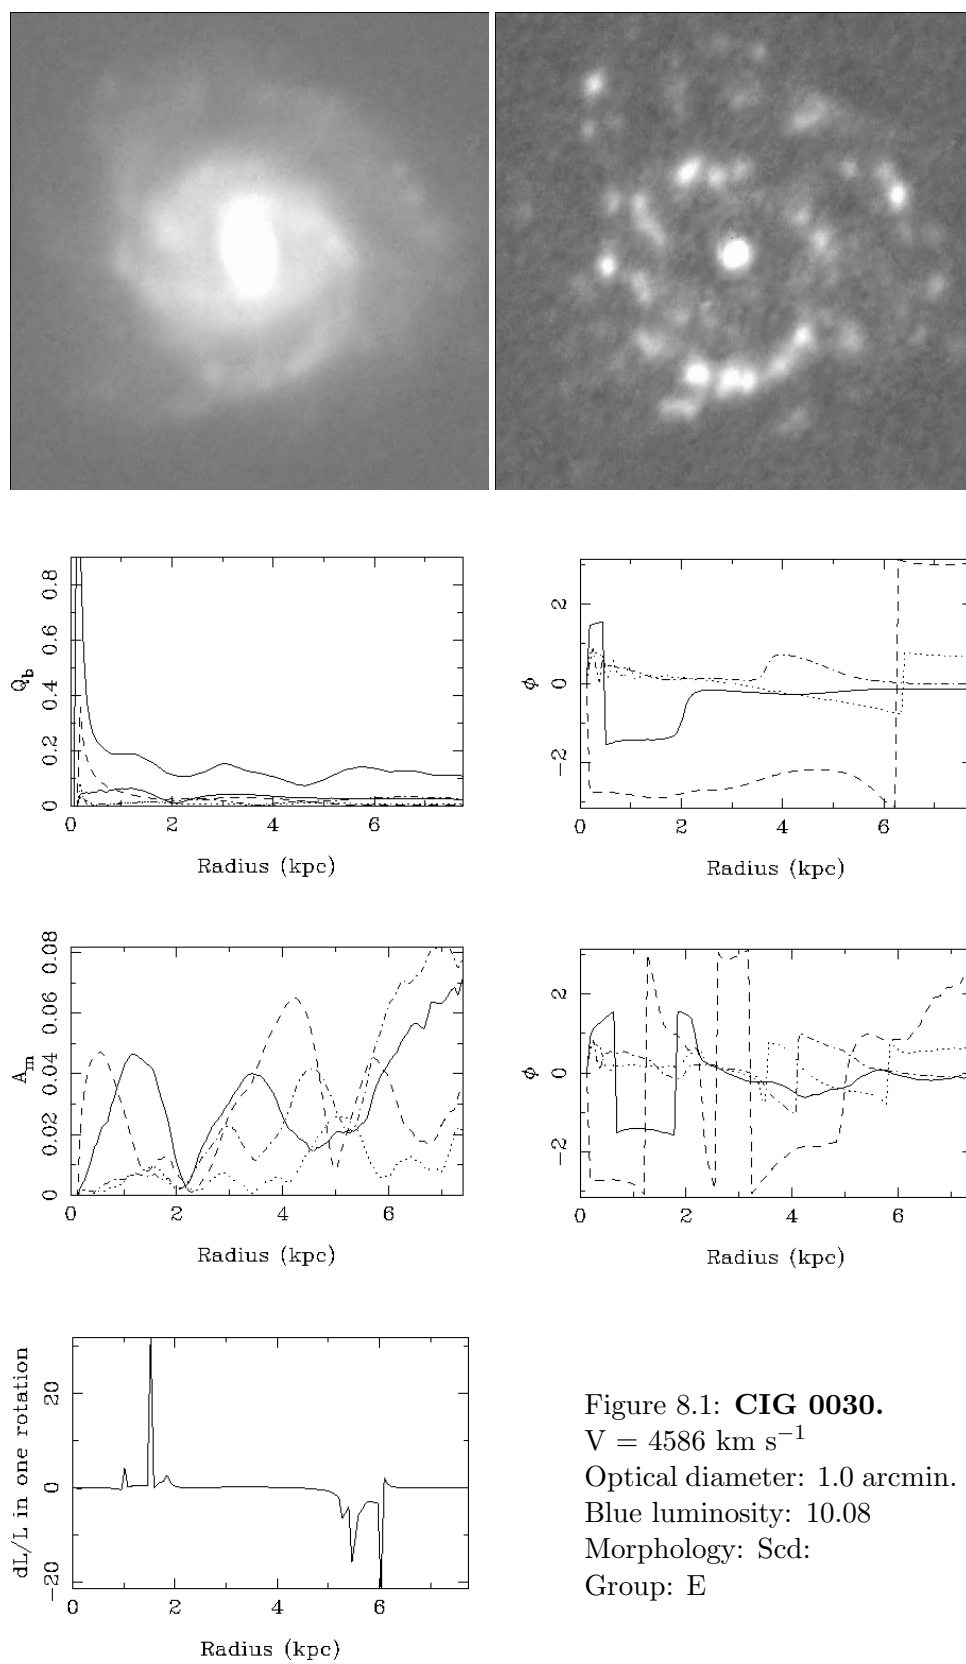 0.8
0.6
0.4
0.2
0
Q_b
0 2 4 6
Radius (kpc)
2
0
−2
ϕ
0 2 4 6
Radius (kpc)
0.08
0.06
0.04
0.02
0
A_m
0 2 4 6
Radius (kpc)
2
0
−2
ϕ
0 2 4 6
Radius (kpc)
20
0
−20
dL/L in one rotation
0 2 4 6
Radius (kpc)
Figure 8.1: CIG 0030.
V = 4586 km s⁻¹
Optical diameter: 1.0 arcmin.
Blue luminosity: 10.08
Morphology: Scd:
Group: E